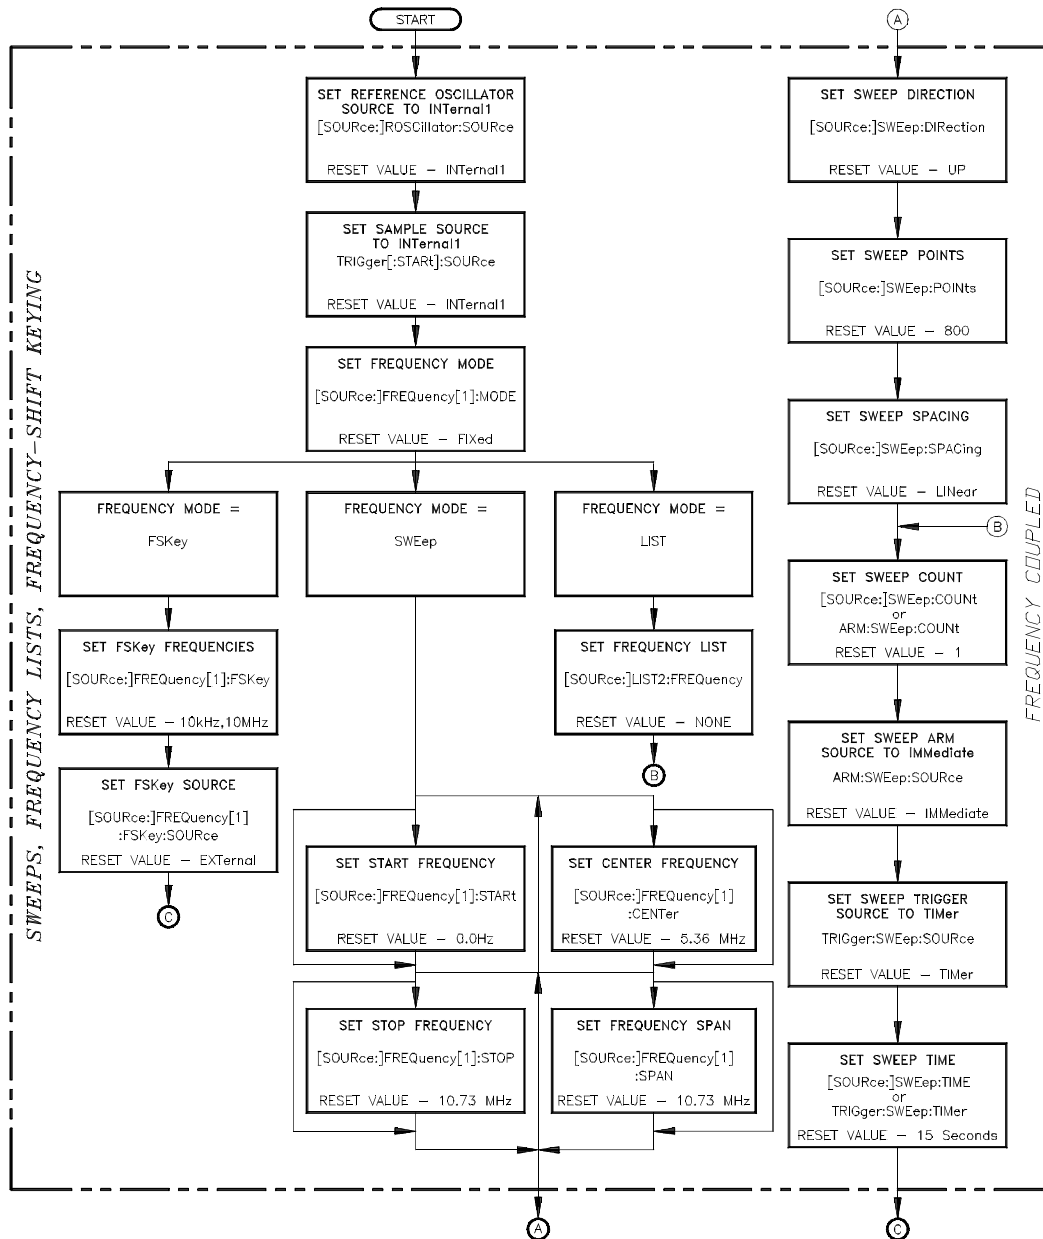 START
SET REFERENCE OSCILLATOR
SOURCE TO INTernal1
[SOURce:]ROSCillator:SOURce
RESET VALUE – INTernal1
SET SAMPLE SOURCE
TO INTernal1
TRIGger[:STARt]:SOURce
RESET VALUE – INTernal1
SET FREQUENCY MODE
[SOURce:]FREQuency[1]:MODE
RESET VALUE – FIXed
FREQUENCY MODE =
FSKey
FREQUENCY MODE =
SWEep
FREQUENCY MODE =
LIST
SET FSKey FREQUENCIES
[SOURce:]FREQuency[1]:FSKey
RESET VALUE – 10kHz,10MHz
SET FSKey SOURCE
[SOURce:]FREQuency[1]
:FSKey:SOURce
RESET VALUE – EXTernal
C
SET FREQUENCY LIST
[SOURce:]LIST2:FREQuency
RESET VALUE – NONE
B
SET START FREQUENCY
[SOURce:]FREQuency[1]:STARt
RESET VALUE – 0.0Hz
SET CENTER FREQUENCY
[SOURce:]FREQuency[1]
:CENTer
RESET VALUE – 5.36 MHz
SET STOP FREQUENCY
[SOURce:]FREQuency[1]:STOP
RESET VALUE – 10.73 MHz
SET FREQUENCY SPAN
[SOURce:]FREQuency[1]
:SPAN
RESET VALUE – 10.73 MHz
A
A
SET SWEEP DIRECTION
[SOURce:]SWEep:DIRection
RESET VALUE – UP
SET SWEEP POINTS
[SOURce:]SWEep:POINts
RESET VALUE – 800
SET SWEEP SPACING
[SOURce:]SWEep:SPACing
RESET VALUE – LINear
B
SET SWEEP COUNT
[SOURce:]SWEep:COUNt
or
ARM:SWEep:COUNt
RESET VALUE – 1
SET SWEEP ARM
SOURCE TO IMMediate
ARM:SWEep:SOURce
RESET VALUE – IMMediate
SET SWEEP TRIGGER
SOURCE TO TIMer
TRIGger:SWEep:SOURce
RESET VALUE – TIMer
SET SWEEP TIME
[SOURce:]SWEep:TIME
or
TRIGger:SWEep:TIMer
RESET VALUE – 15 Seconds
C
SWEEPS, FREQUENCY LISTS, FREQUENCY–SHIFT KEYING
FREQUENCY COUPLED